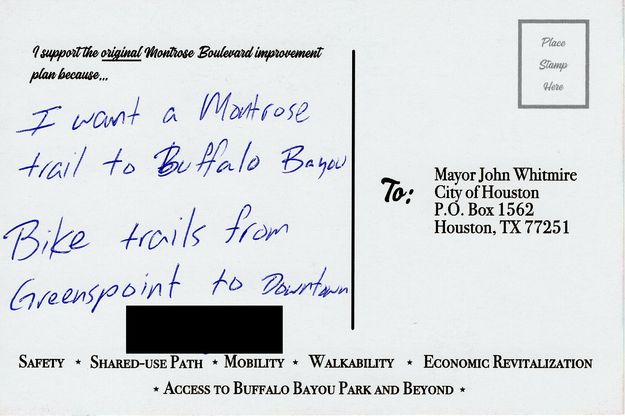 I support the original Montrose Boulevard improvement
plan because...
I want a Montrose
trail to Buffalo Bayou
Bike trails from
Greenspoint to Downtown
Place
Stamp
Here
To:
Mayor John Whitmire
City of Houston
P.O. Box 1562
Houston, TX 77251
SAFETY ⋆ SHARED-USE PATH ⋆ MOBILITY ⋆ WALKABILITY ⋆ ECONOMIC REVITALIZATION
⋆ ACCESS TO BUFFALO BAYOU PARK AND BEYOND ⋆